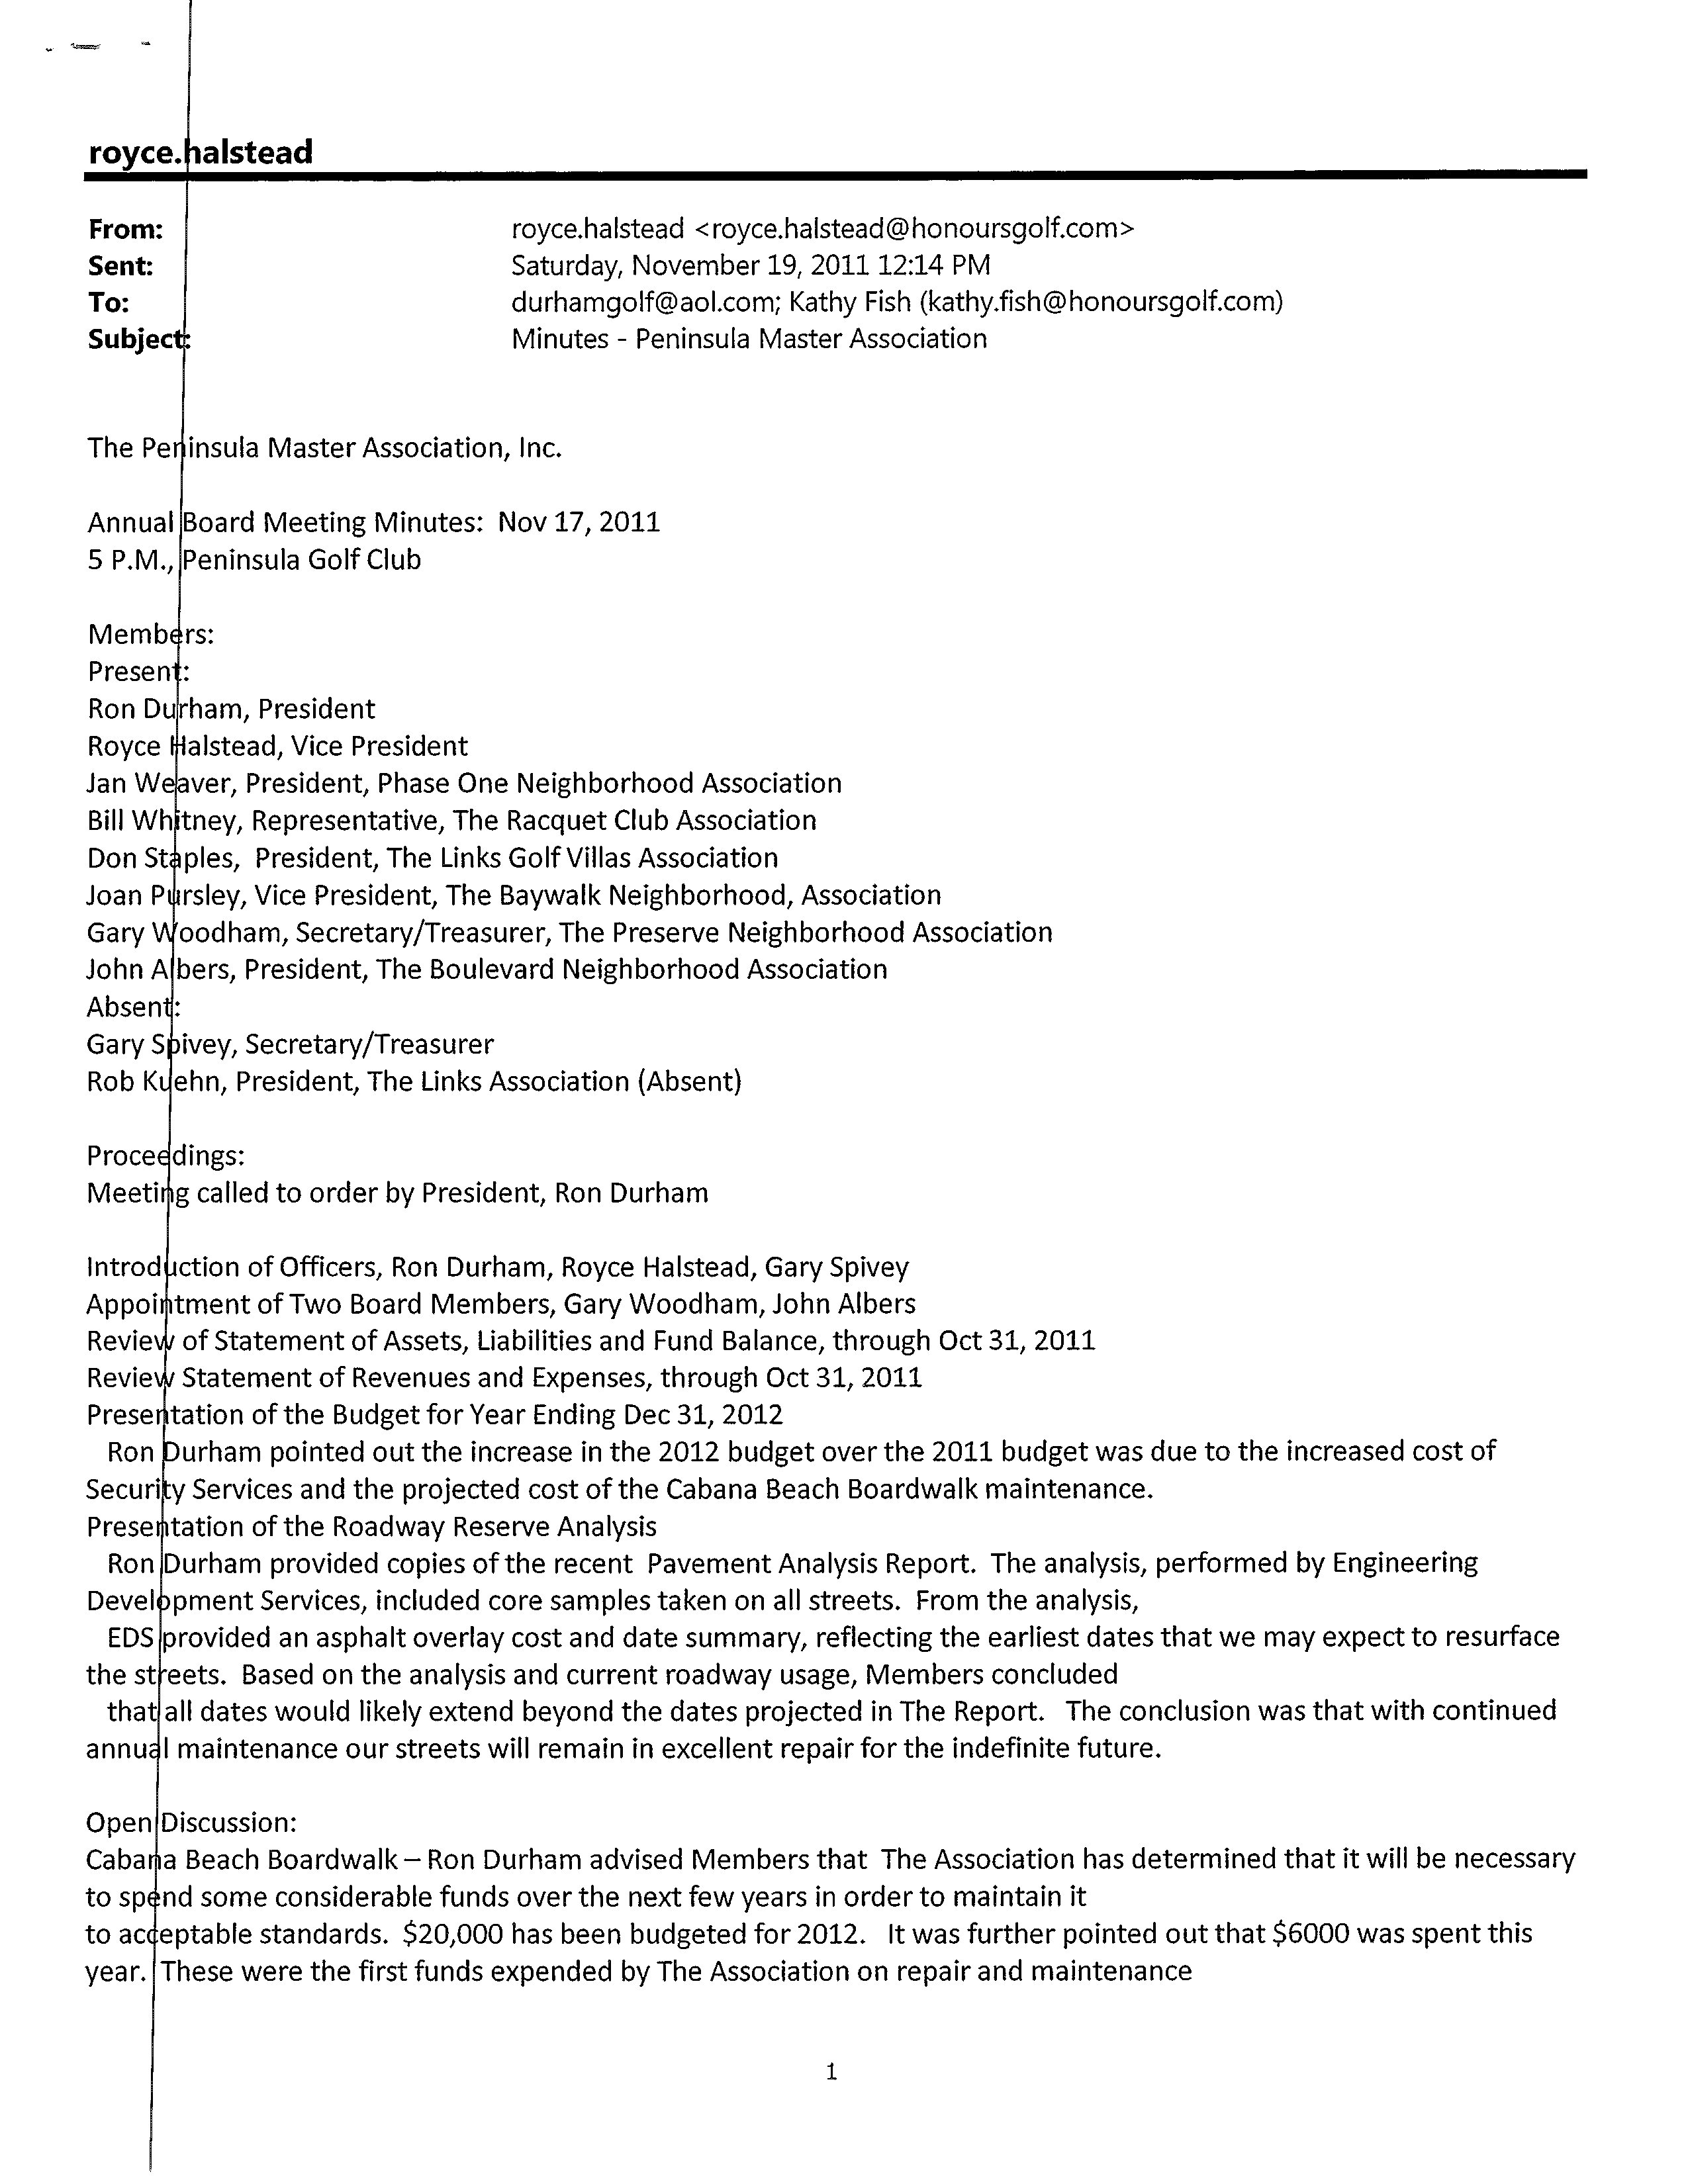 royce.halstead
From: royce.halstead <royce.halstead@honoursgolf.com>
Sent: Saturday, November 19, 2011 12:14 PM
To: durhamgolf@aol.com; Kathy Fish (kathy.fish@honoursgolf.com)
Subject: Minutes - Peninsula Master Association
The Peninsula Master Association, Inc.
Annual Board Meeting Minutes: Nov 17, 2011
5 P.M., Peninsula Golf Club
Members:
Present:
Ron Durham, President
Royce Halstead, Vice President
Jan Weaver, President, Phase One Neighborhood Association
Bill Whitney, Representative, The Racquet Club Association
Don Staples, President, The Links Golf Villas Association
Joan Pursley, Vice President, The Baywalk Neighborhood, Association
Gary Woodham, Secretary/Treasurer, The Preserve Neighborhood Association
John Albers, President, The Boulevard Neighborhood Association
Absent:
Gary Spivey, Secretary/Treasurer
Rob Kuehn, President, The Links Association (Absent)
Proceedings:
Meeting called to order by President, Ron Durham
Introduction of Officers, Ron Durham, Royce Halstead, Gary Spivey
Appointment of Two Board Members, Gary Woodham, John Albers
Review of Statement of Assets, Liabilities and Fund Balance, through Oct 31, 2011
Review Statement of Revenues and Expenses, through Oct 31, 2011
Presentation of the Budget for Year Ending Dec 31, 2012
Ron Durham pointed out the increase in the 2012 budget over the 2011 budget was due to the increased cost of
Security Services and the projected cost of the Cabana Beach Boardwalk maintenance.
Presentation of the Roadway Reserve Analysis
Ron Durham provided copies of the recent Pavement Analysis Report. The analysis, performed by Engineering
Development Services, included core samples taken on all streets. From the analysis,
EDS provided an asphalt overlay cost and date summary, reflecting the earliest dates that we may expect to resurface
the streets. Based on the analysis and current roadway usage, Members concluded
that all dates would likely extend beyond the dates projected in The Report. The conclusion was that with continued
annual maintenance our streets will remain in excellent repair for the indefinite future.
Open Discussion:
Cabana Beach Boardwalk – Ron Durham advised Members that The Association has determined that it will be necessary
to spend some considerable funds over the next few years in order to maintain it
to acceptable standards. $20,000 has been budgeted for 2012. It was further pointed out that $6000 was spent this
year. These were the first funds expended by The Association on repair and maintenance
1